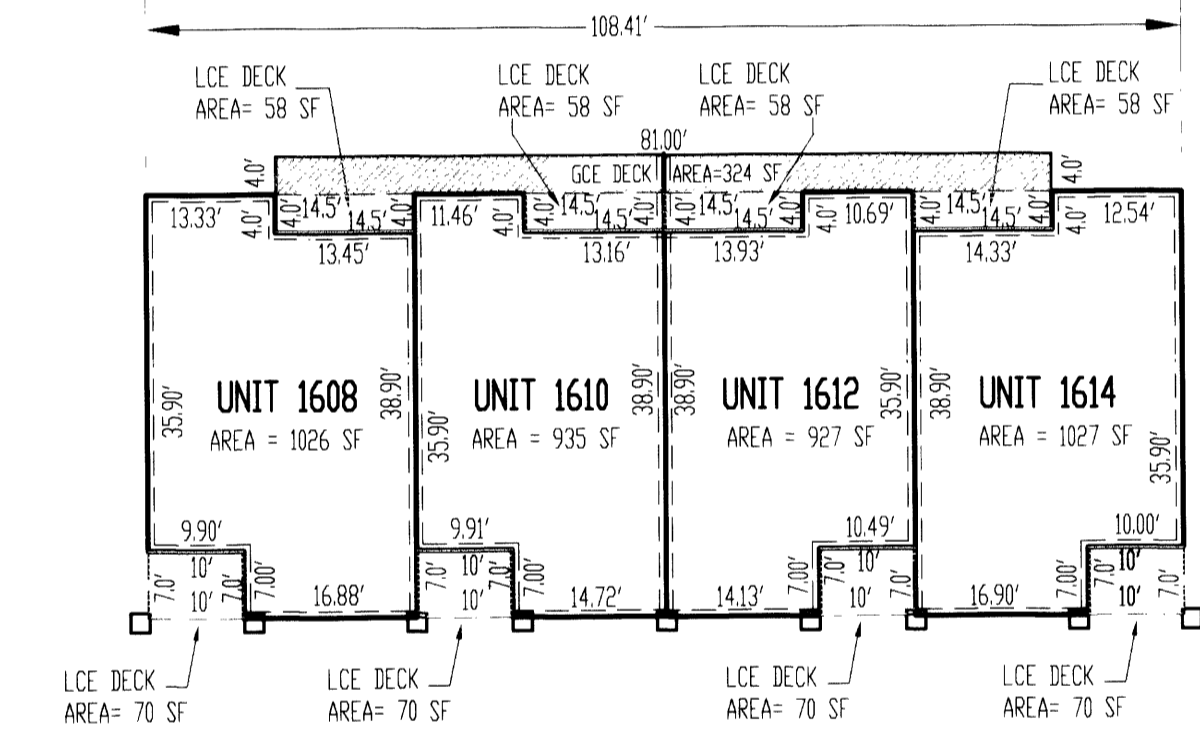 108.41'
LCE DECK
AREA= 58 SF
LCE DECK
AREA= 58 SF
LCE DECK
AREA= 58 SF
LCE DECK
AREA= 58 SF
81.00'
4.0'
GCE DECK AREA=324 SF
4.0'
13.33'
4.0'
4.0'
14.5'
14.5'
4.0'
11.46'
4.0'
4.0'
14.5'
14.5'
4.0'
4.0'
14.5'
14.5'
4.0'
4.0'
10.69'
4.0'
14.5'
14.5'
4.0'
4.0'
12.54'
13.45'
13.16'
13.93'
14.33'
35.90'
UNIT 1608
AREA = 1026 SF
38.90'
35.90'
UNIT 1610
AREA = 935 SF
38.90'
38.90'
UNIT 1612
AREA = 927 SF
35.90'
38.90'
UNIT 1614
AREA = 1027 SF
35.90'
9.90'
9.91'
10.49'
10.00'
7.0'
10'
10'
7.0'
7.00'
16.88'
7.0'
10'
10'
7.0'
7.00'
14.72'
14.13'
7.00'
7.0'
10'
10'
7.0'
16.90'
7.00'
7.0'
10'
10'
7.0'
LCE DECK
AREA= 70 SF
LCE DECK
AREA= 70 SF
LCE DECK
AREA= 70 SF
LCE DECK
AREA= 70 SF